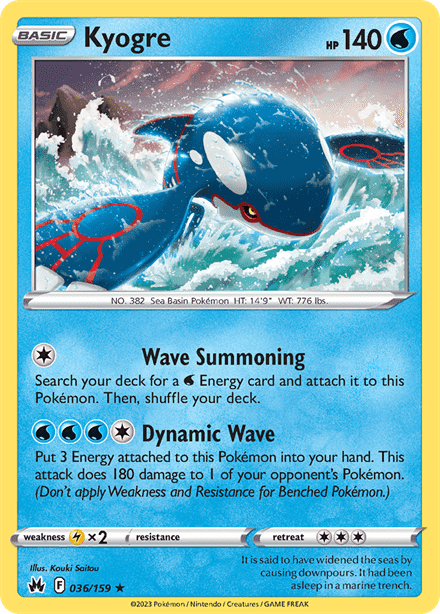 BASIC Kyogre HP 140
NO. 382 Sea Basin Pokémon HT: 14'9" WT: 776 lbs.
Wave Summoning
Search your deck for a Energy card and attach it to this
Pokémon. Then, shuffle your deck.
Dynamic Wave
Put 3 Energy attached to this Pokémon into your hand. This
attack does 180 damage to 1 of your opponent's Pokémon.
(Don't apply Weakness and Resistance for Benched Pokémon.)
weakness ×2 resistance retreat
Illus. Kouki Saitou
It is said to have widened the seas by
causing downpours. It had been
asleep in a marine trench.
F 036/159 ★
©2023 Pokémon / Nintendo / Creatures / GAME FREAK